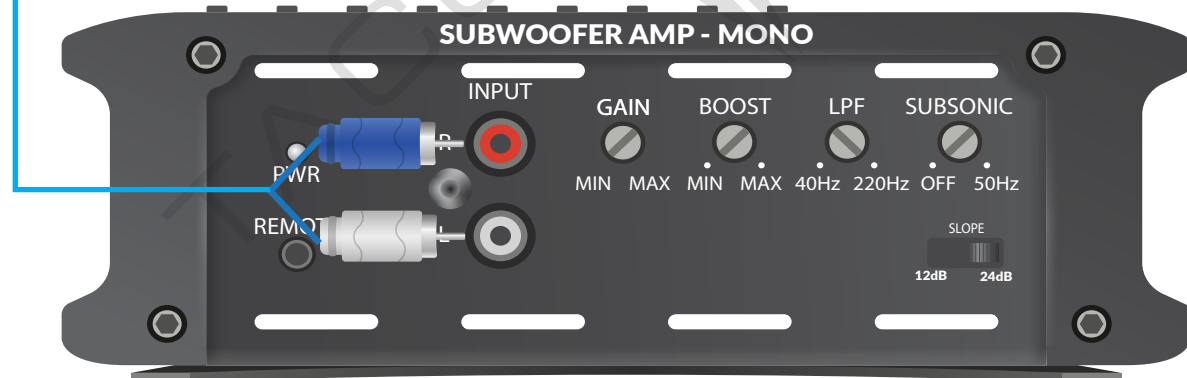 SUBWOOFER AMP - MONO
INPUT
GAIN
BOOST
LPF
SUBSONIC
R
PWR
MIN MAX
MIN MAX
40Hz 220Hz
OFF 50Hz
L
SLOPE
12dB 24dB